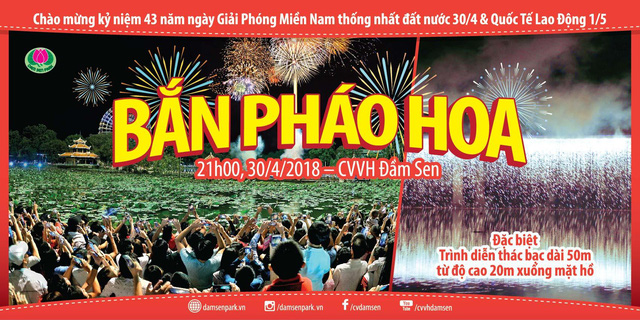 Chào mừng kỷ niệm 43 năm ngày Giải Phóng Miền Nam thống nhất đất nước 30/4 & Quốc Tế Lao Động 1/5
BẮN PHÁO HOA
21h00, 30/4/2018 – CVVH Đầm Sen
Đặc biệt
Trình diễn thác bạc dài 50m
từ độ cao 20m xuống mặt hồ
/damsenpark.vn
/damsenpark.vn
/cvdamsen
/cvvhdamsen